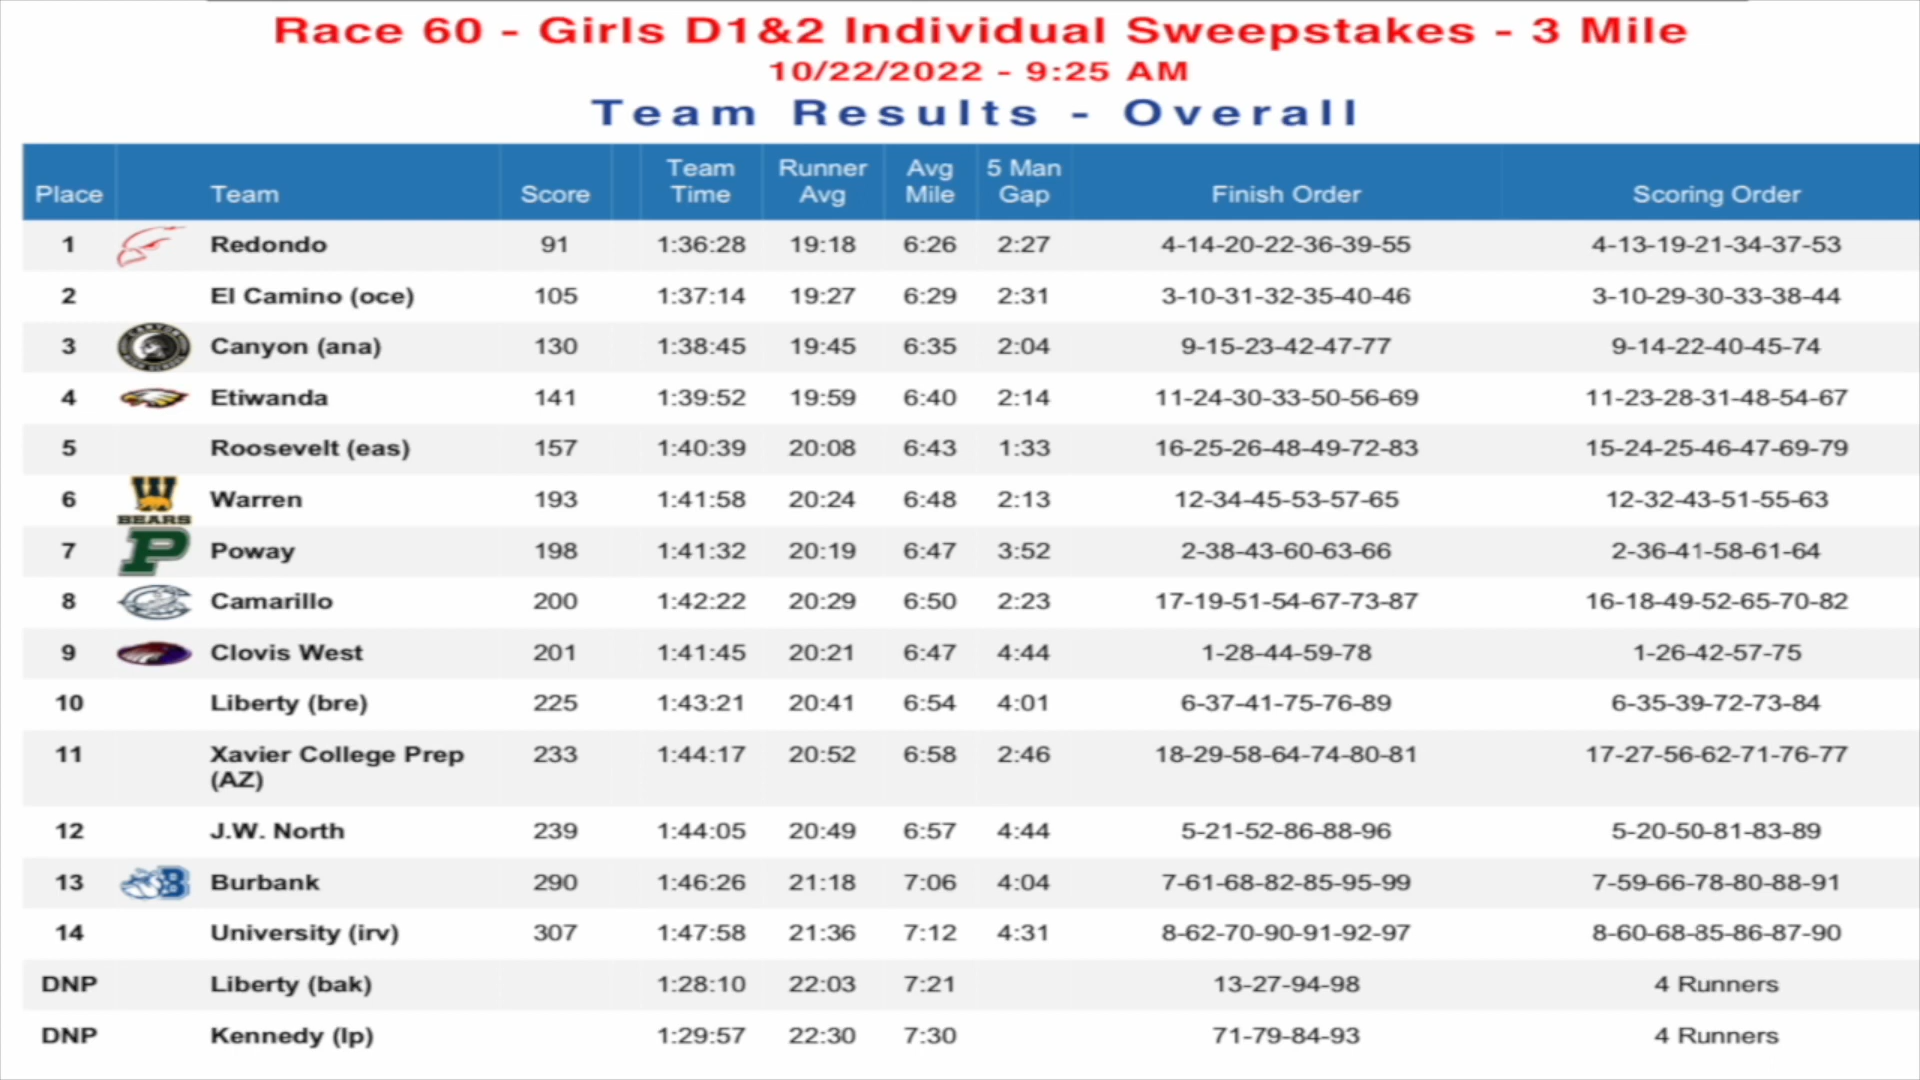 Race 60 - Girls D1&2 Individual Sweepstakes - 3 Mile
10/22/2022 - 9:25 AM
Team Results - Overall
Place Team Score Team Time Runner Avg Avg Mile 5 Man Gap Finish Order Scoring Order
1 Redondo 91 1:36:28 19:18 6:26 2:27 4-14-20-22-36-39-55 4-13-19-21-34-37-53
2 El Camino (oce) 105 1:37:14 19:27 6:29 2:31 3-10-31-32-35-40-46 3-10-29-30-33-38-44
3 Canyon (ana) 130 1:38:45 19:45 6:35 2:04 9-15-23-42-47-77 9-14-22-40-45-74
4 Etiwanda 141 1:39:52 19:59 6:40 2:14 11-24-30-33-50-56-69 11-23-28-31-48-54-67
5 Roosevelt (eas) 157 1:40:39 20:08 6:43 1:33 16-25-26-48-49-72-83 15-24-25-46-47-69-79
6 W BEARS Warren 193 1:41:58 20:24 6:48 2:13 12-34-45-53-57-65 12-32-43-51-55-63
7 P Poway 198 1:41:32 20:19 6:47 3:52 2-38-43-60-63-66 2-36-41-58-61-64
8 Camarillo 200 1:42:22 20:29 6:50 2:23 17-19-51-54-67-73-87 16-18-49-52-65-70-82
9 Clovis West 201 1:41:45 20:21 6:47 4:44 1-28-44-59-78 1-26-42-57-75
10 Liberty (bre) 225 1:43:21 20:41 6:54 4:01 6-37-41-75-76-89 6-35-39-72-73-84
11 Xavier College Prep (AZ) 233 1:44:17 20:52 6:58 2:46 18-29-58-64-74-80-81 17-27-56-62-71-76-77
12 J.W. North 239 1:44:05 20:49 6:57 4:44 5-21-52-86-88-96 5-20-50-81-83-89
13 B Burbank 290 1:46:26 21:18 7:06 4:04 7-61-68-82-85-95-99 7-59-66-78-80-88-91
14 University (irv) 307 1:47:58 21:36 7:12 4:31 8-62-70-90-91-92-97 8-60-68-85-86-87-90
DNP Liberty (bak) 1:28:10 22:03 7:21 13-27-94-98 4 Runners
DNP Kennedy (lp) 1:29:57 22:30 7:30 71-79-84-93 4 Runners